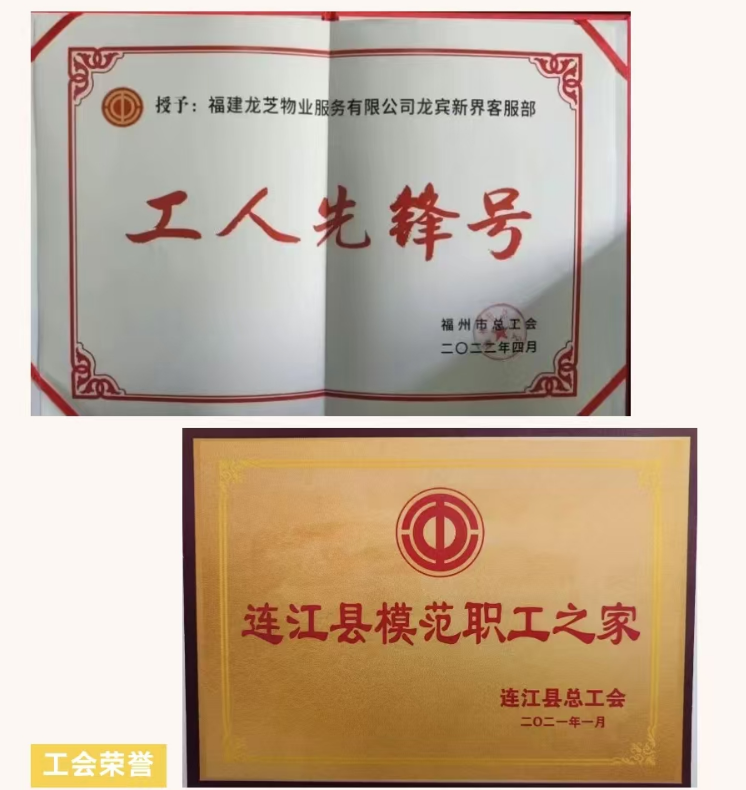 授予：福建龙芝物业服务有限公司龙宾新界客服部
工人先锋号
福州市总工会
二〇二二年四月
连江县模范职工之家
连江县总工会
二〇二一年一月
工会荣誉